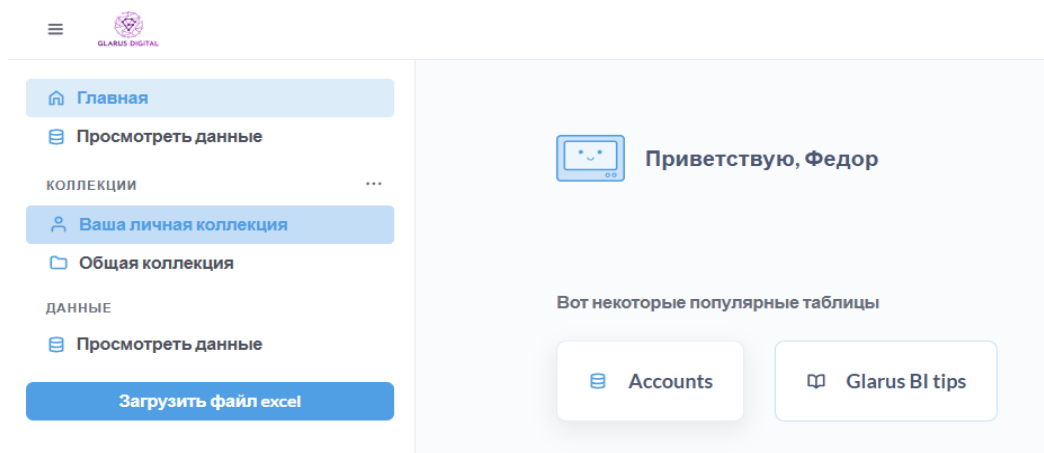 GLARUS DIGITAL
Главная
Просмотреть данные
КОЛЛЕКЦИИ
Ваша личная коллекция
Общая коллекция
ДАННЫЕ
Просмотреть данные
Загрузить файл excel
Приветствую, Федор
Вот некоторые популярные таблицы
Accounts
Glarus BI tips